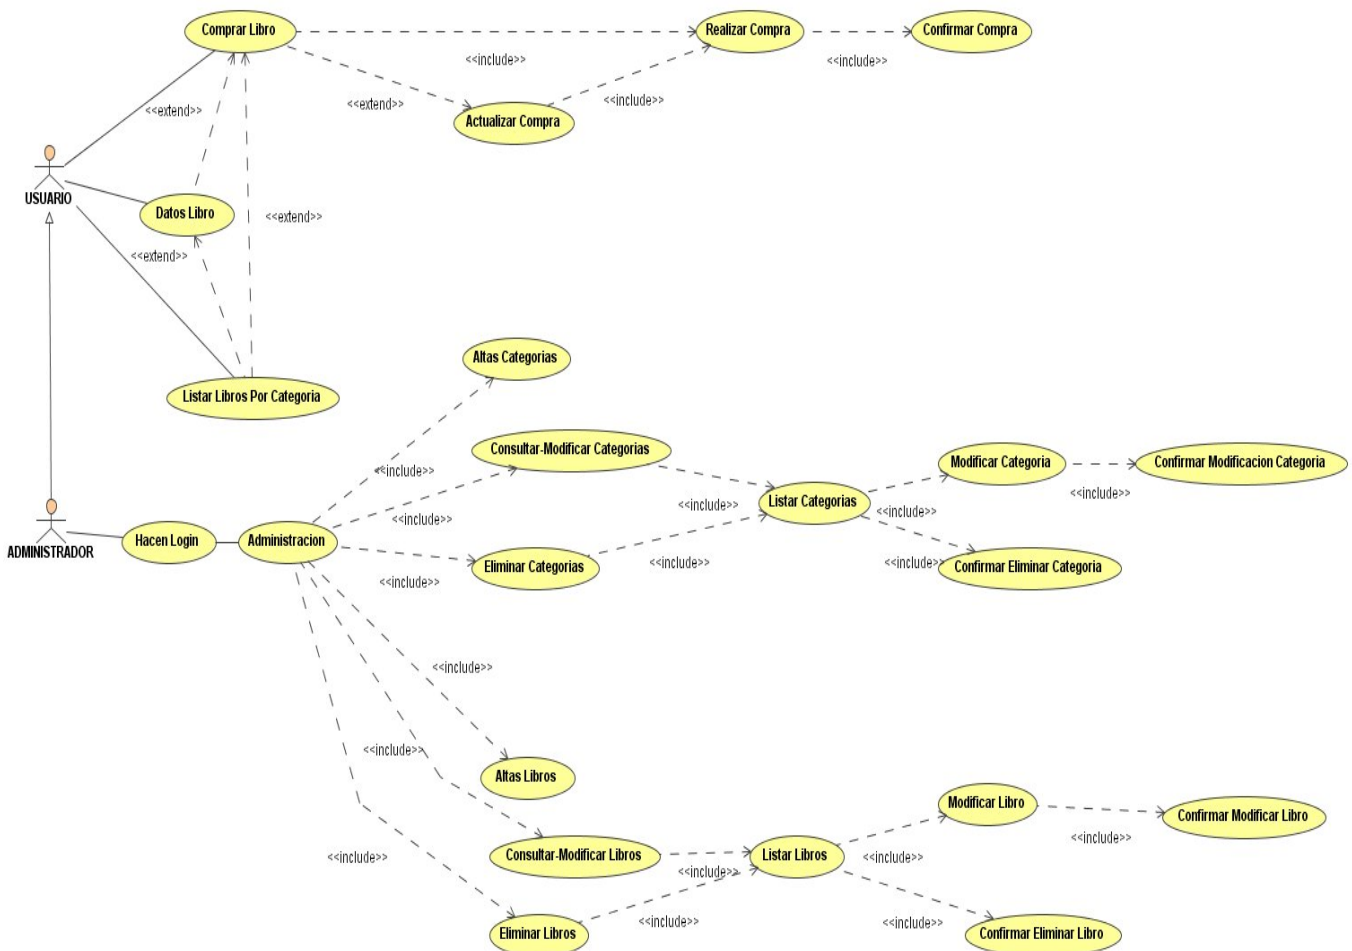 Comprar Libro
Realizar Compra
Confirmar Compra
<<include>>
<<include>>
<<extend>>
<<extend>>
<<include>>
Actualizar Compra
USUARIO
Datos Libro
<<extend>>
<<extend>>
Listar Libros Por Categoria
Altas Categorias
Consultar-Modificar Categorias
Modificar Categoria
Confirmar Modificacion Categoria
<<include>>
<<include>>
Listar Categorias
<<include>>
<<include>>
<<include>>
ADMINISTRADOR
Hacen Login
Administracion
Eliminar Categorias
<<include>>
<<include>>
<<include>>
Confirmar Eliminar Categoria
<<include>>
<<include>>
Altas Libros
Modificar Libro
Confirmar Modificar Libro
<<include>>
Consultar-Modificar Libros
Listar Libros
<<include>>
<<include>>
<<include>>
<<include>>
<<include>>
Eliminar Libros
Confirmar Eliminar Libro